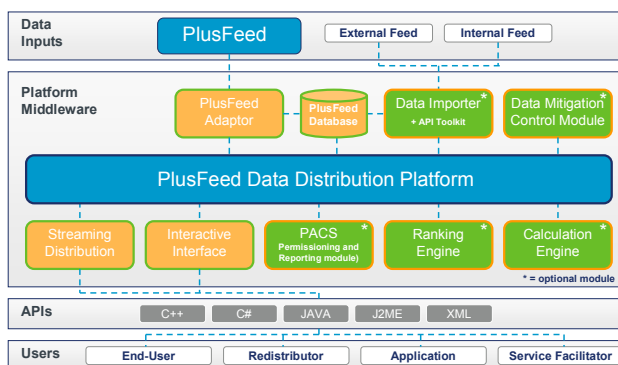 Data
Inputs
PlusFeed
External Feed
Internal Feed
Platform
Middleware
PlusFeed
Adaptor
PlusFeed
Database
Data Importer
*
+ API Toolkit
Data Mitigation
Control Module
*
PlusFeed Data Distribution Platform
Streaming
Distribution
Interactive
Interface
PACS
*
Permissioning and
Reporting module)
Ranking
Engine
*
Calculation
Engine
*
* = optional module
APIs
C++
C#
JAVA
J2ME
XML
Users
End-User
Redistributor
Application
Service Facilitator